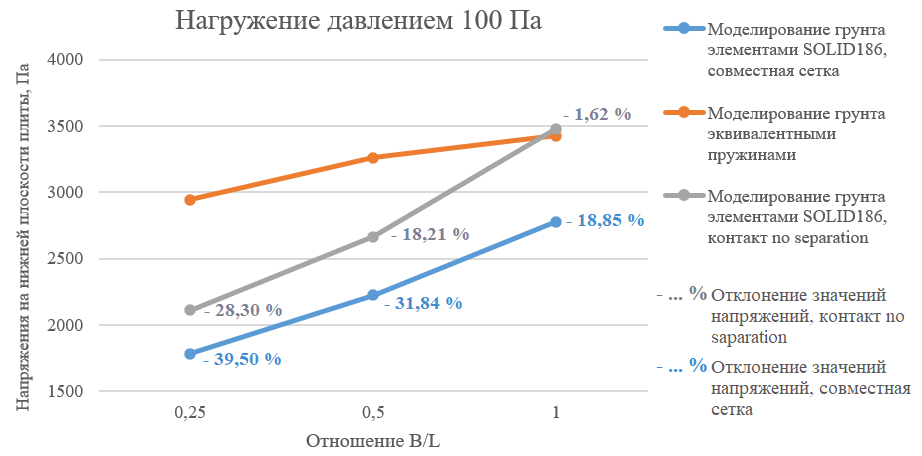 Нагружение давлением 100 Па
Напряжения на нижней плоскости плиты, Па
4000
3500
3000
2500
2000
1500
- 1,62 %
- 18,21 %
- 18,85 %
- 28,30 %
- 31,84 %
- 39,50 %
0,25
0,5
1
Отношение B/L
Моделирование грунта
элементами SOLID186,
совместная сетка
Моделирование грунта
эквивалентными
пружинами
Моделирование грунта
элементами SOLID186,
контакт no separation
- ... % Отклонение значений
напряжений, контакт no
saparation
- ... % Отклонение значений
напряжений, совместная
сетка